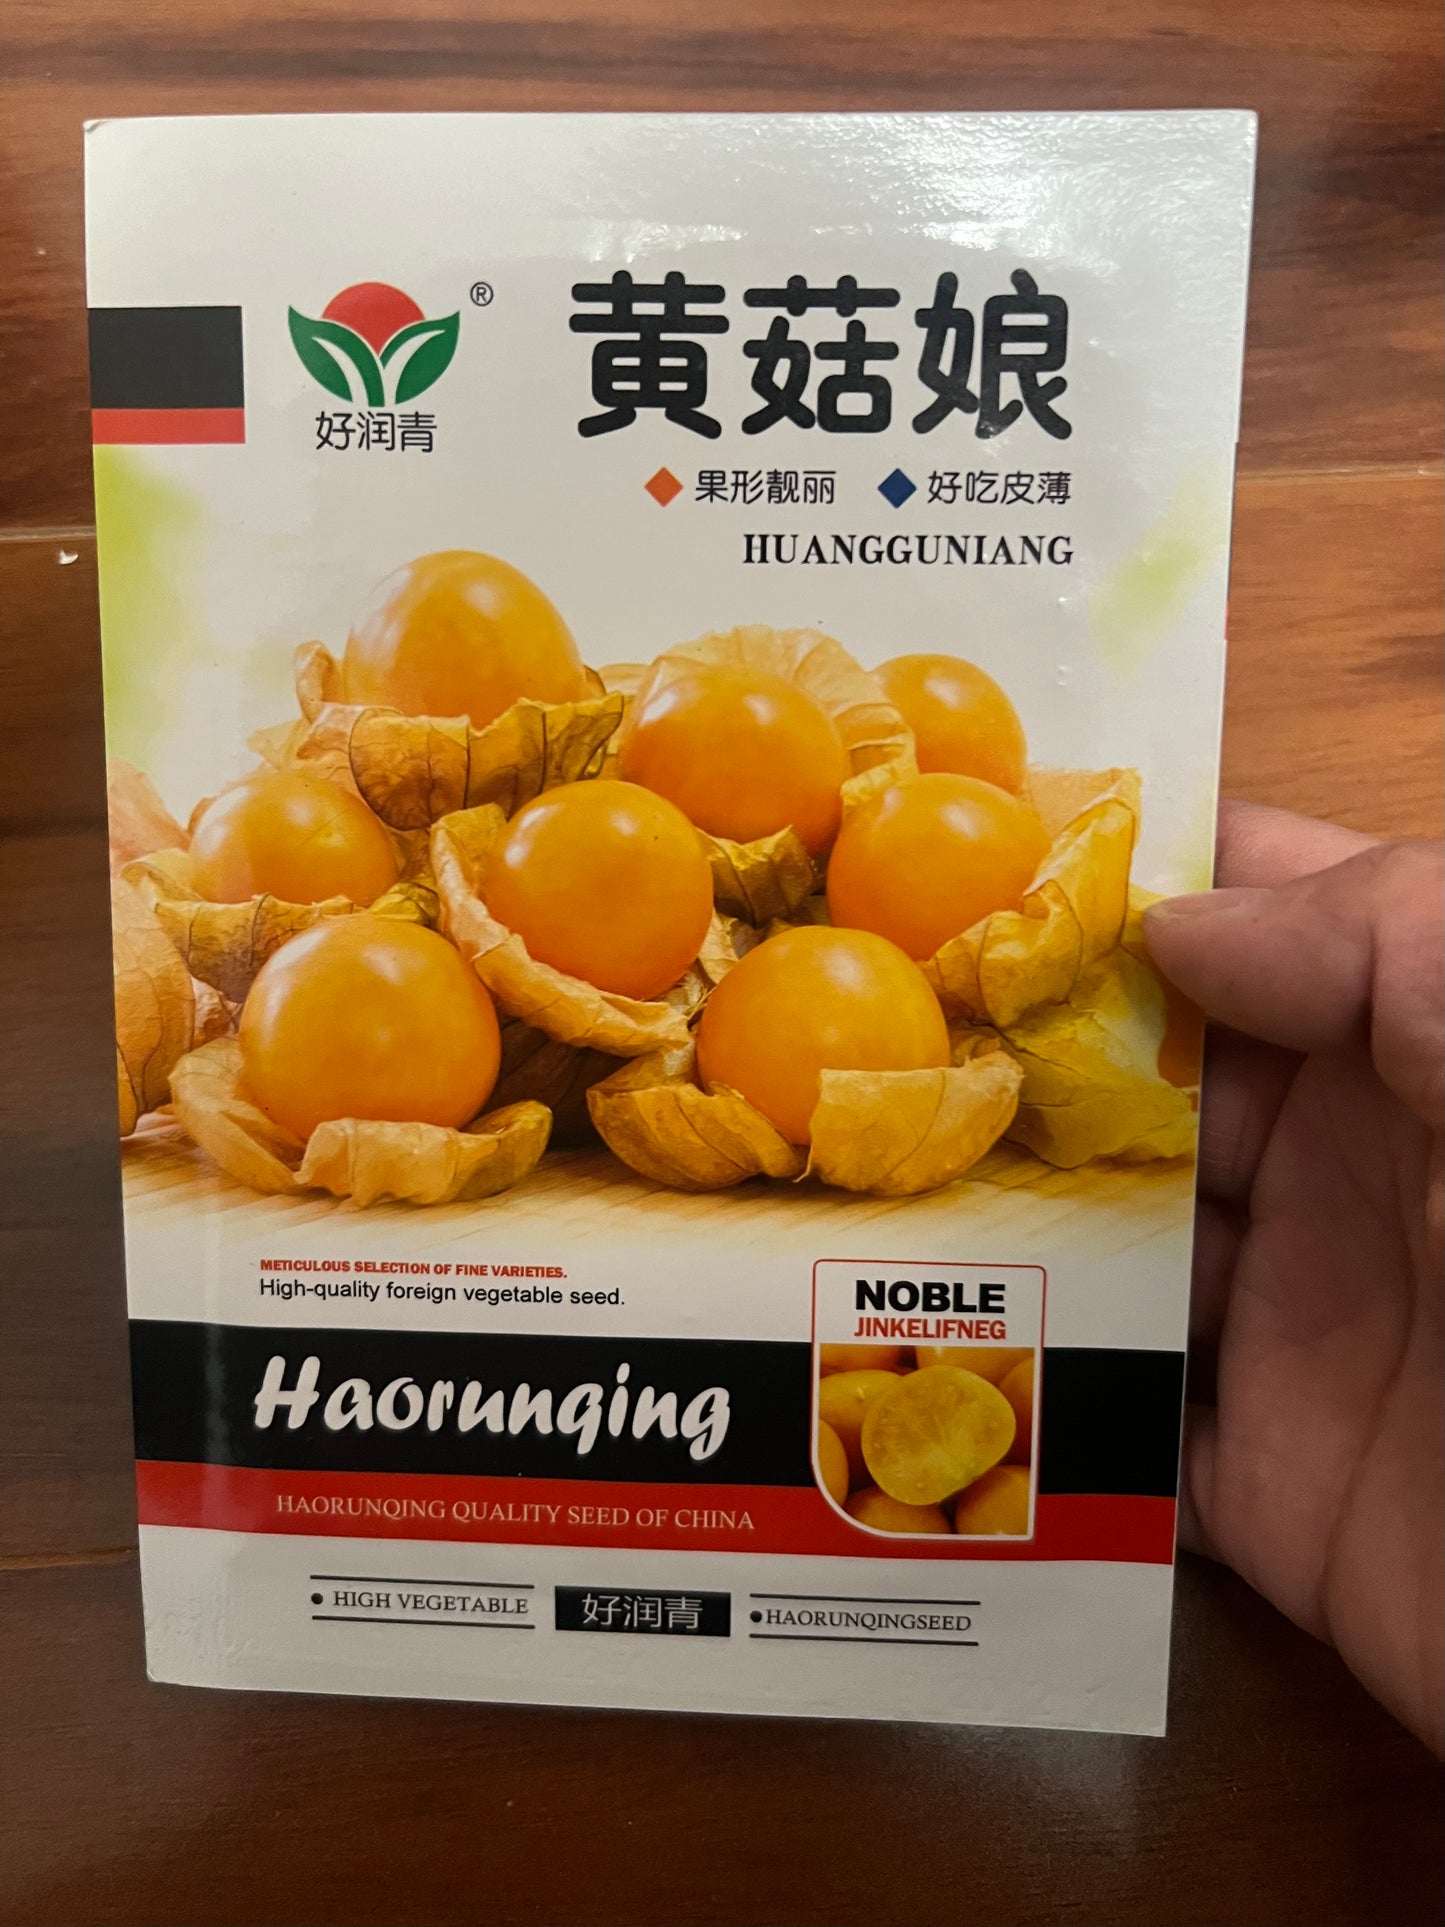 ®
好润青
黄菇娘
果形靓丽 好吃皮薄
HUANGGUNIANG
METICULOUS SELECTION OF FINE VARIETIES.
High-quality foreign vegetable seed.
NOBLE
JINKELIFNEG
Haorunqing
HAORUNQING QUALITY SEED OF CHINA
HIGH VEGETABLE 好润青 HAORUNQINGSEED